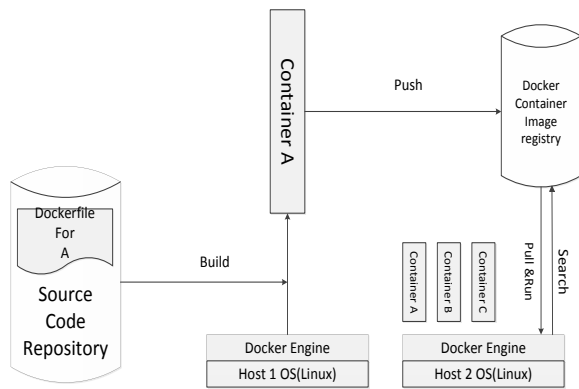 Container A
Push
Docker
Container
Image
registry
Dockerfile
For
A
Source
Code
Repository
Build
Container A
Container B
Container C
Pull &Run
Search
Docker Engine
Host 1 OS(Linux)
Docker Engine
Host 2 OS(Linux)